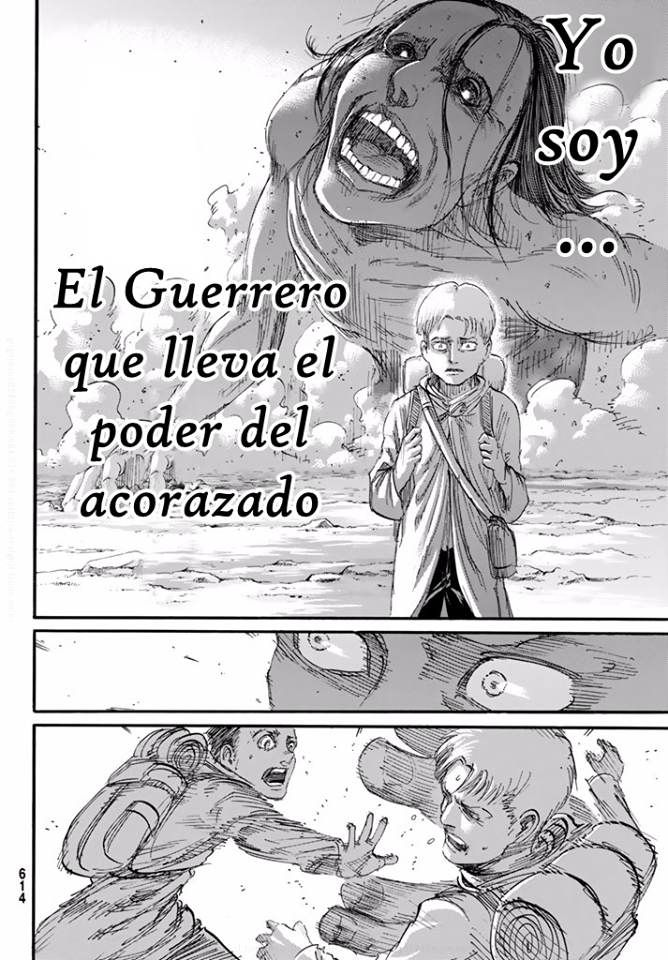 Yo
soy
...
El Guerrero
que lleva el
poder del
acorazado
614